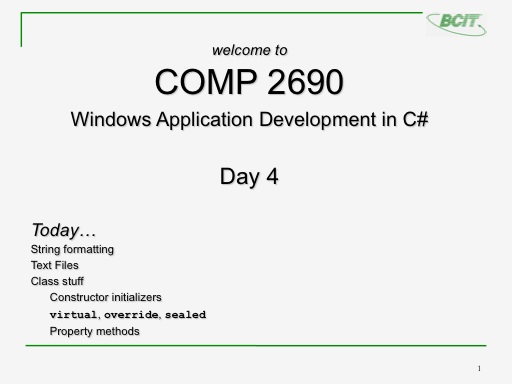 BCIT
welcome to
COMP 2690
Windows Application Development in C#
Day 4
Today…
String formatting
Text Files
Class stuff
Constructor initializers
virtual, override, sealed
Property methods
1